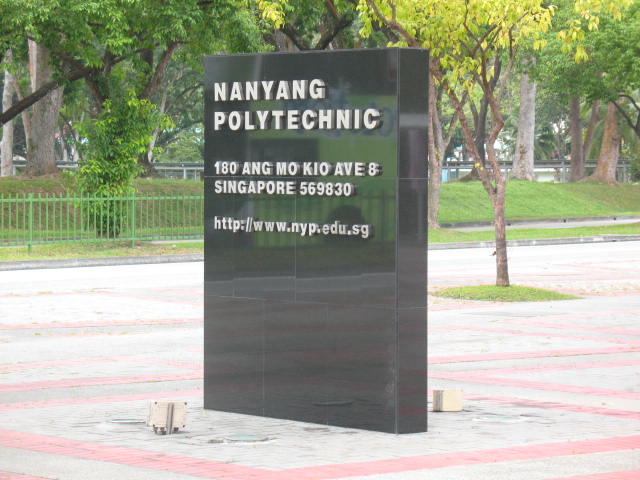 NANYANG
POLYTECHNIC
180 ANG MO KIO AVE 8
SINGAPORE 569830
http://www.nyp.edu.sg